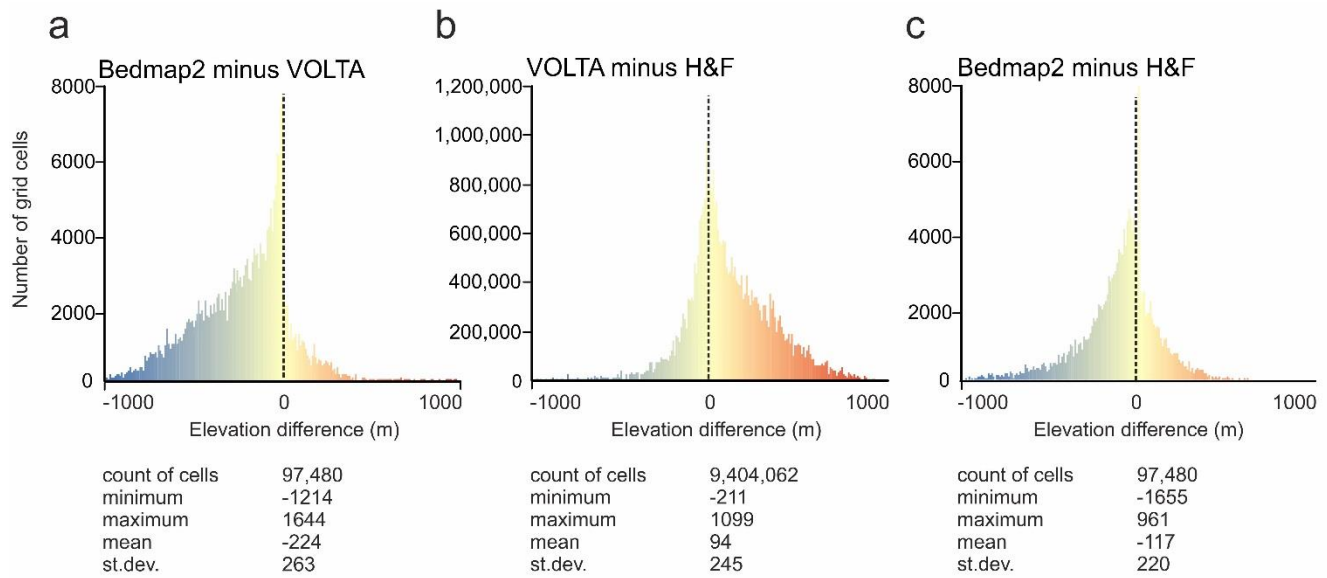 a
Bedmap2 minus VOLTA
8000
6000
4000
2000
0
Number of grid cells
-1000 0 1000
Elevation difference (m)
count of cells 97,480
minimum -1214
maximum 1644
mean -224
st.dev. 263
b
VOLTA minus H&F
1,200,000
1,000,000
800,000
600,000
400,000
200,000
0
-1000 0 1000
Elevation difference (m)
count of cells 9,404,062
minimum -211
maximum 1099
mean 94
st.dev. 245
c
Bedmap2 minus H&F
8000
6000
4000
2000
0
-1000 0 1000
Elevation difference (m)
count of cells 97,480
minimum -1655
maximum 961
mean -117
st.dev. 220